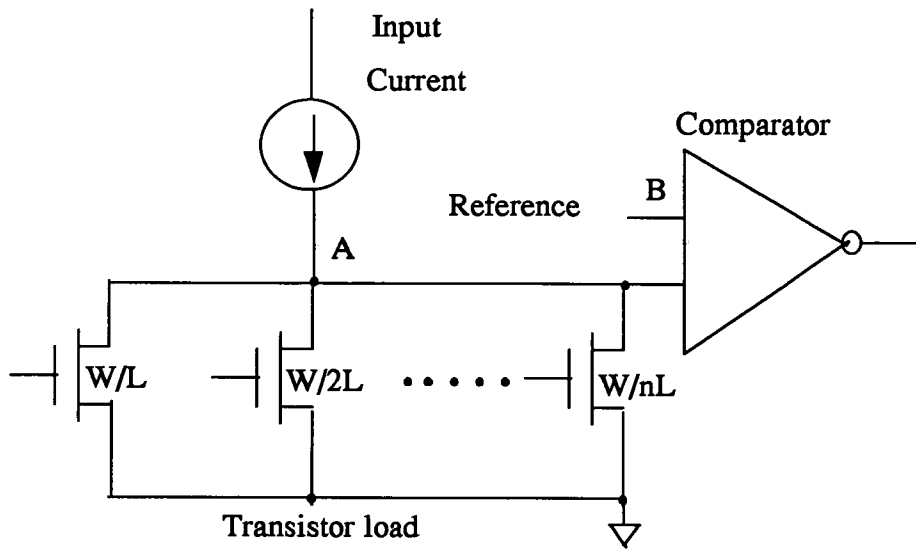 Input
Current
Comparator
Reference
B
A
W/L
W/2L
W/nL
Transistor load